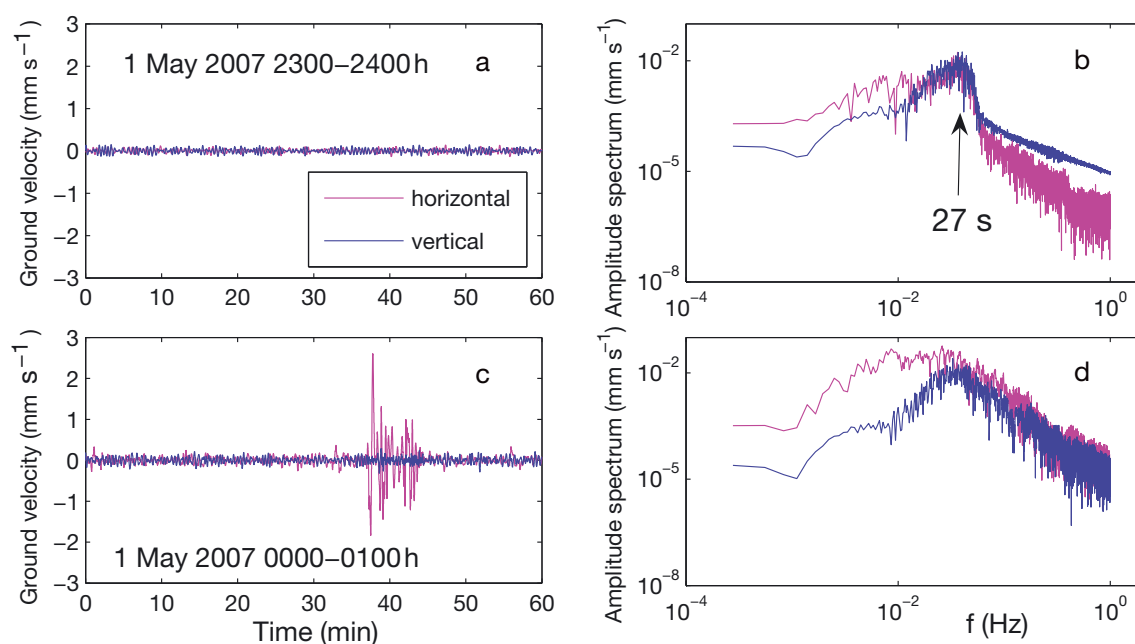 3
2
1
0
−1
−2
−3
0 10 20 30 40 50 60
Ground velocity (mm s−1 )
1 May 2007 2300–2400h
a
horizontal
vertical
10−2
10−5
10−8
10−4 10−2 100
Amplitude spectrum (mm s−1)
b
27 s
3
2
1
0
−1
−2
−3
0 10 20 30 40 50 60
Ground velocity (mm s−1 )
Time (min)
c
1 May 2007 0000–0100h
10−2
10−5
10−8
10−4 10−2 100
Amplitude spectrum (mm s−1)
f (Hz)
d